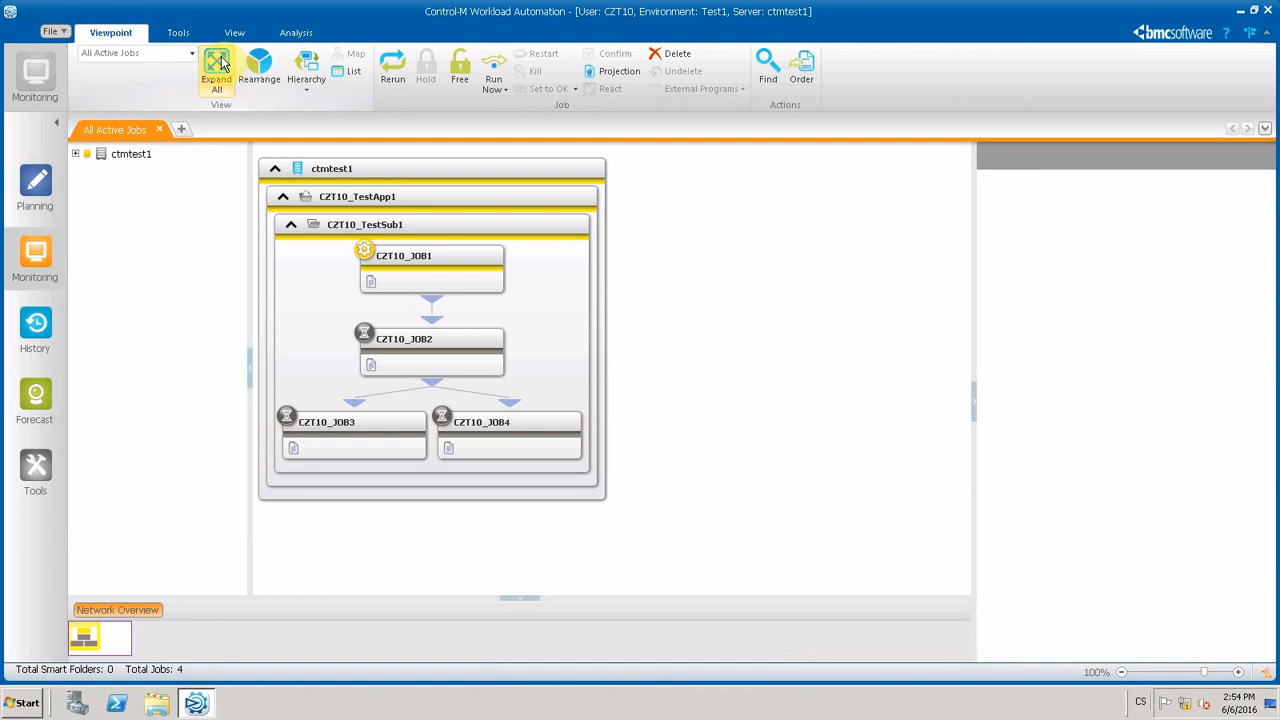 Control-M Workload Automation - [User: CZT10, Environment: Test1, Server: ctmtest1]
File Viewpoint Tools View Analysis
bmcsoftware ?
All Active Jobs
Expand All
Rearrange
Hierarchy
Map
List
View
Rerun
Hold
Free
Run Now
Restart
Kill
Set to OK
Confirm
Projection
React
Delete
Undelete
External Programs
Job
Find
Order
Actions
Monitoring
Planning
Monitoring
History
Forecast
Tools
All Active Jobs
ctmtest1
ctmtest1
CZT10_TestApp1
CZT10_TestSub1
CZT10_JOB1
CZT10_JOB2
CZT10_JOB3
CZT10_JOB4
Network Overview
Total Smart Folders: 0 Total Jobs: 4
100%
Start
CS
2:54 PM
6/6/2016